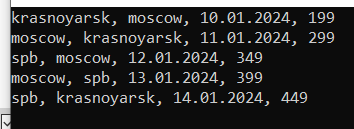 krasnoyarsk, moscow, 10.01.2024, 199
moscow, krasnoyarsk, 11.01.2024, 299
spb, moscow, 12.01.2024, 349
moscow, spb, 13.01.2024, 399
spb, krasnoyarsk, 14.01.2024, 449